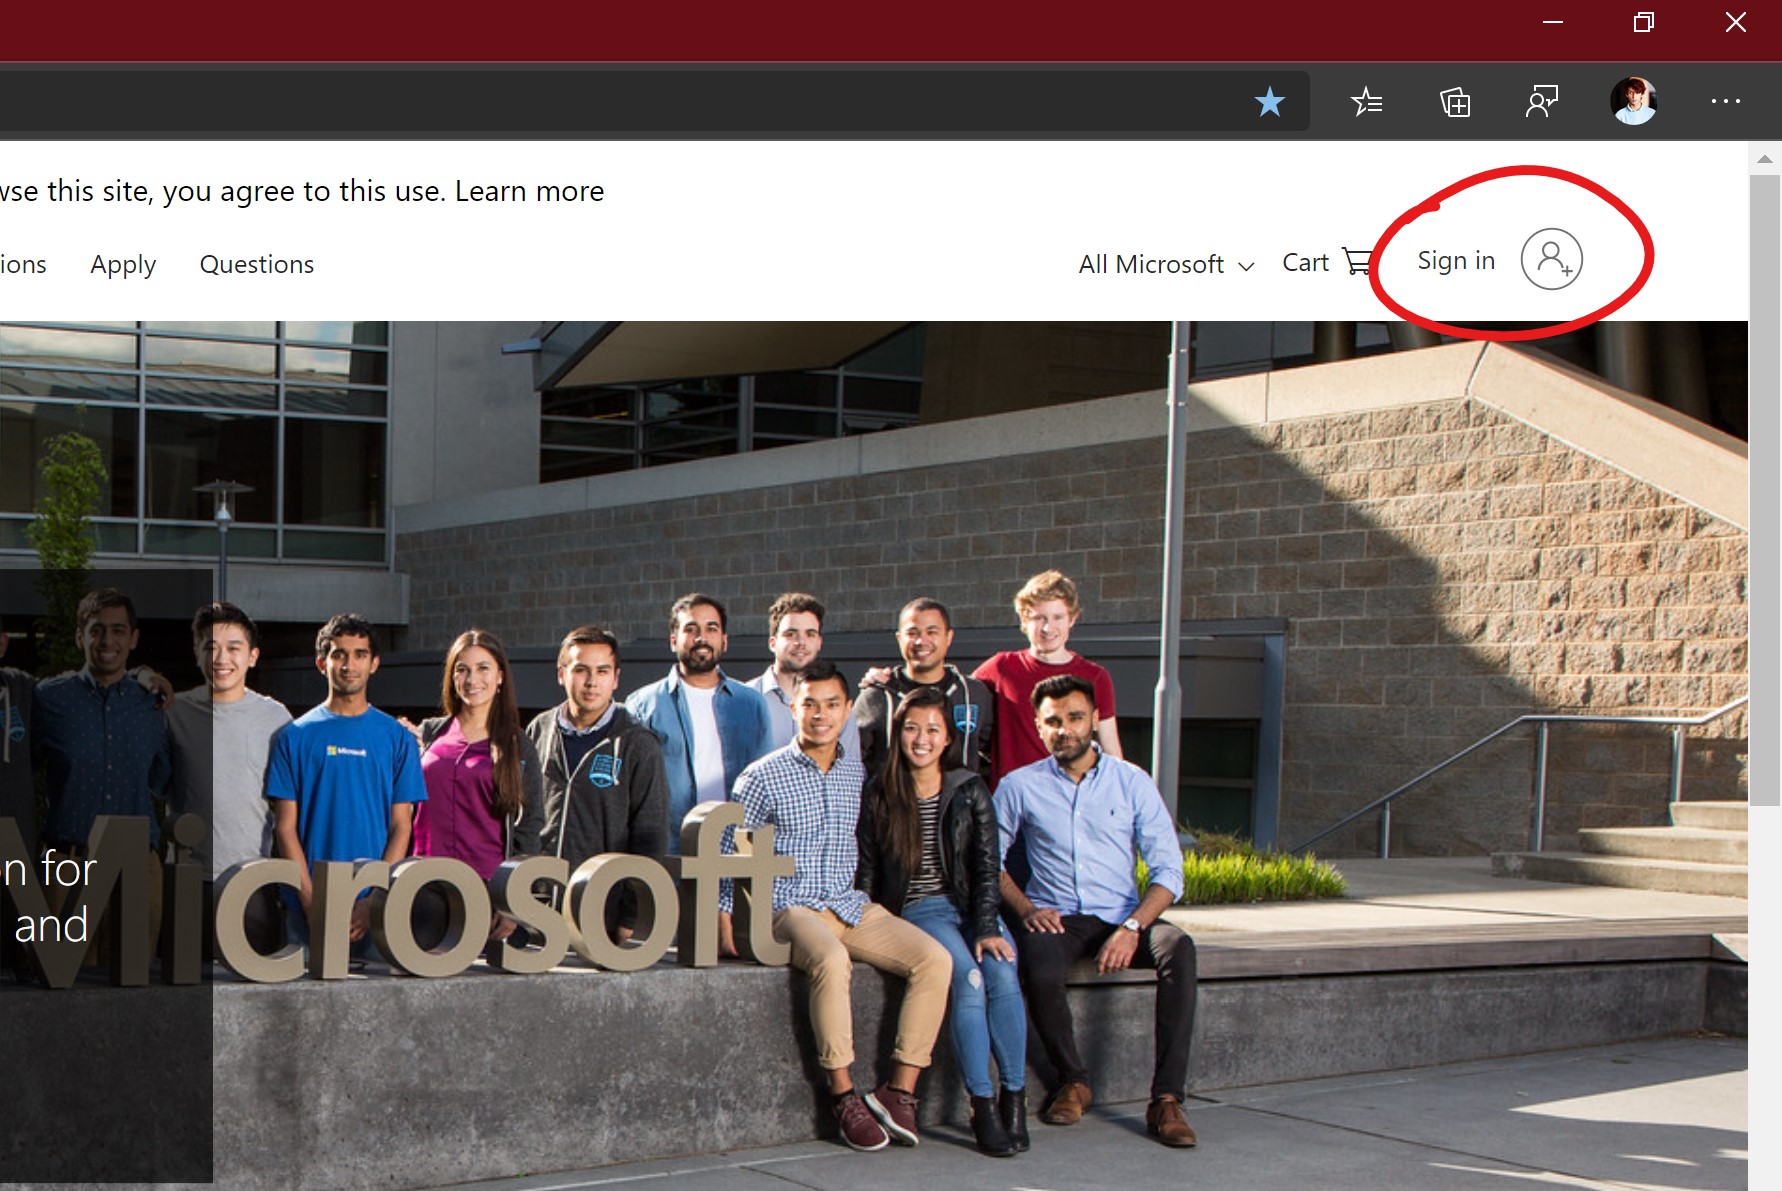 wse this site, you agree to this use. Learn more
ions Apply Questions All Microsoft Cart Sign in
Microsoft
n for
and
Microsoft